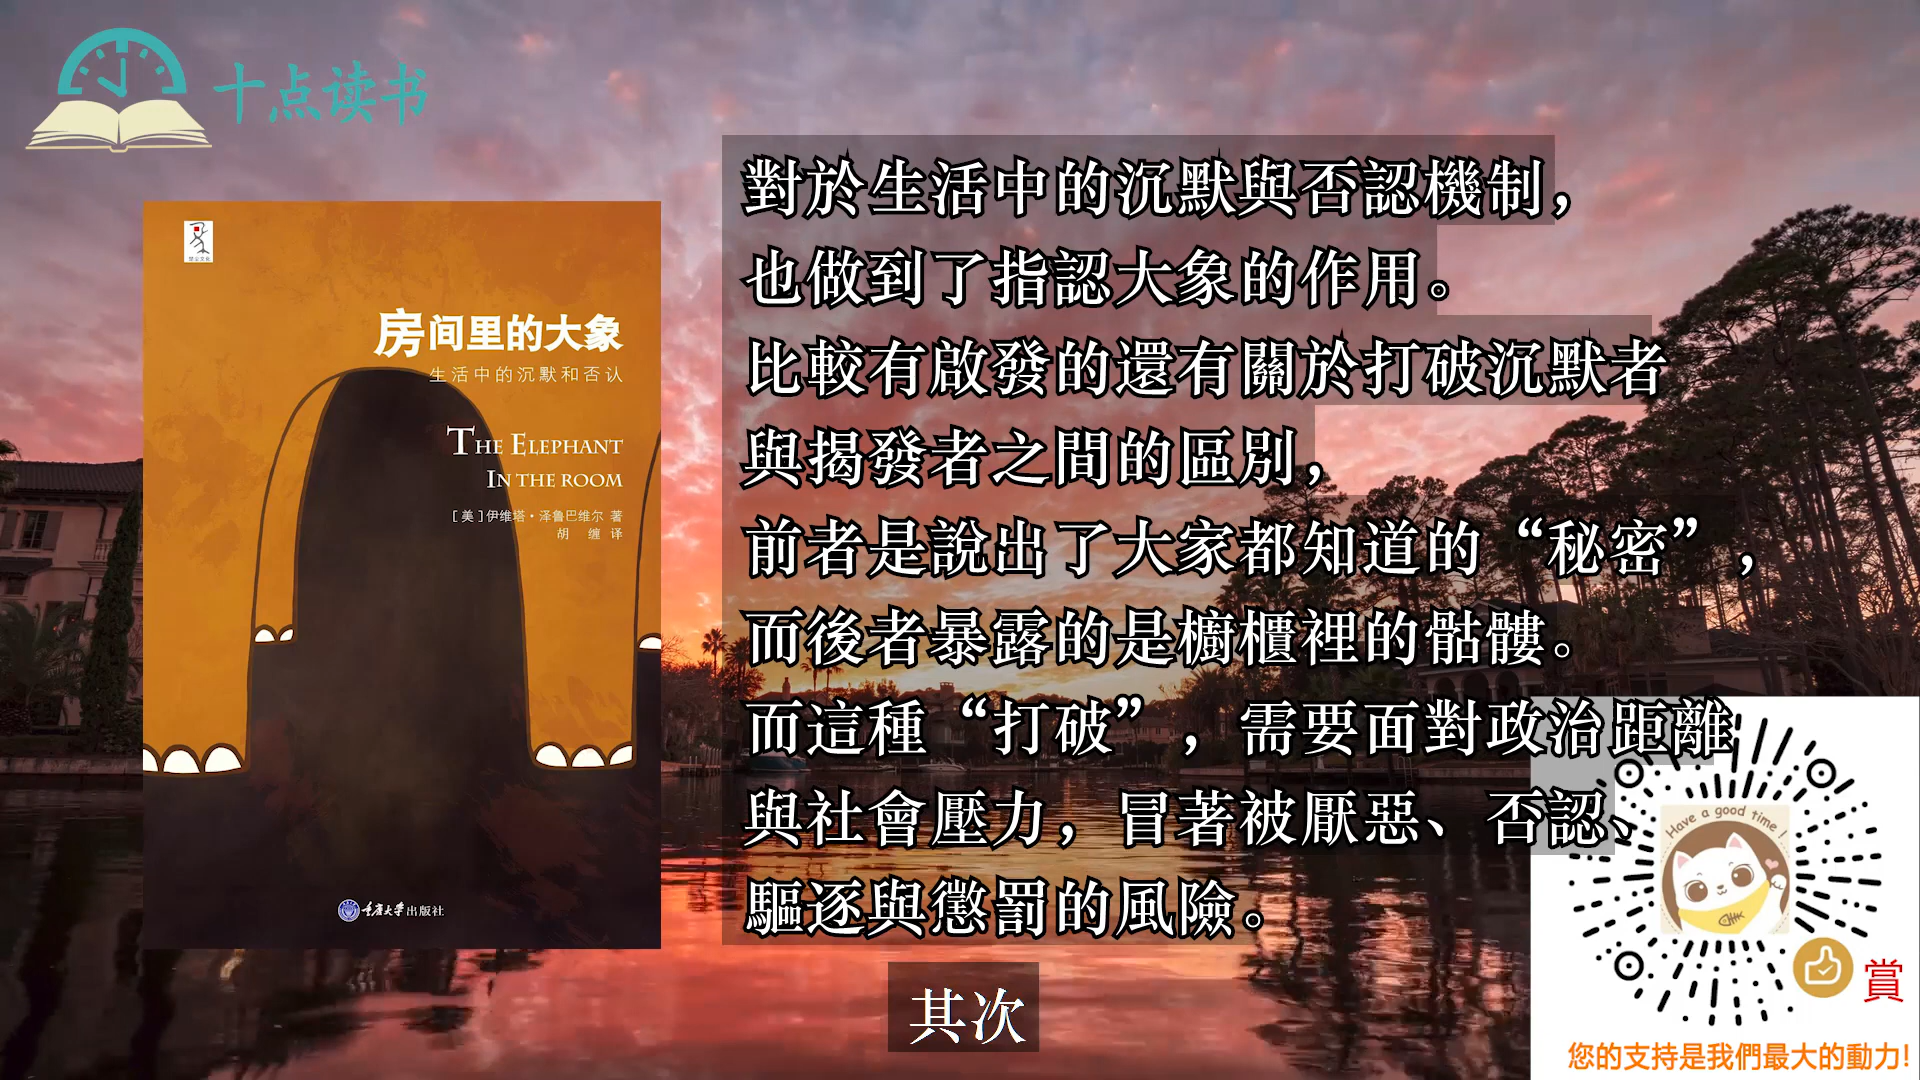 十点读书
房间里的大象
生活中的沉默和否认
THE ELEPHANT
IN THE ROOM
[美]伊维塔·泽鲁巴维尔 著
胡 缠 译
重庆大学出版社
對於生活中的沉默與否認機制，
也做到了指認大象的作用。
比較有啟發的還有關於打破沉默者
與揭發者之間的區別，
前者是說出了大家都知道的“秘密”，
而後者暴露的是櫥櫃裡的骷髏。
而這種“打破”，需要面對政治距離
與社會壓力，冒著被厭惡、否認、
驅逐與懲罰的風險。
其次
Have a good time!
賞
您的支持是我們最大的動力!